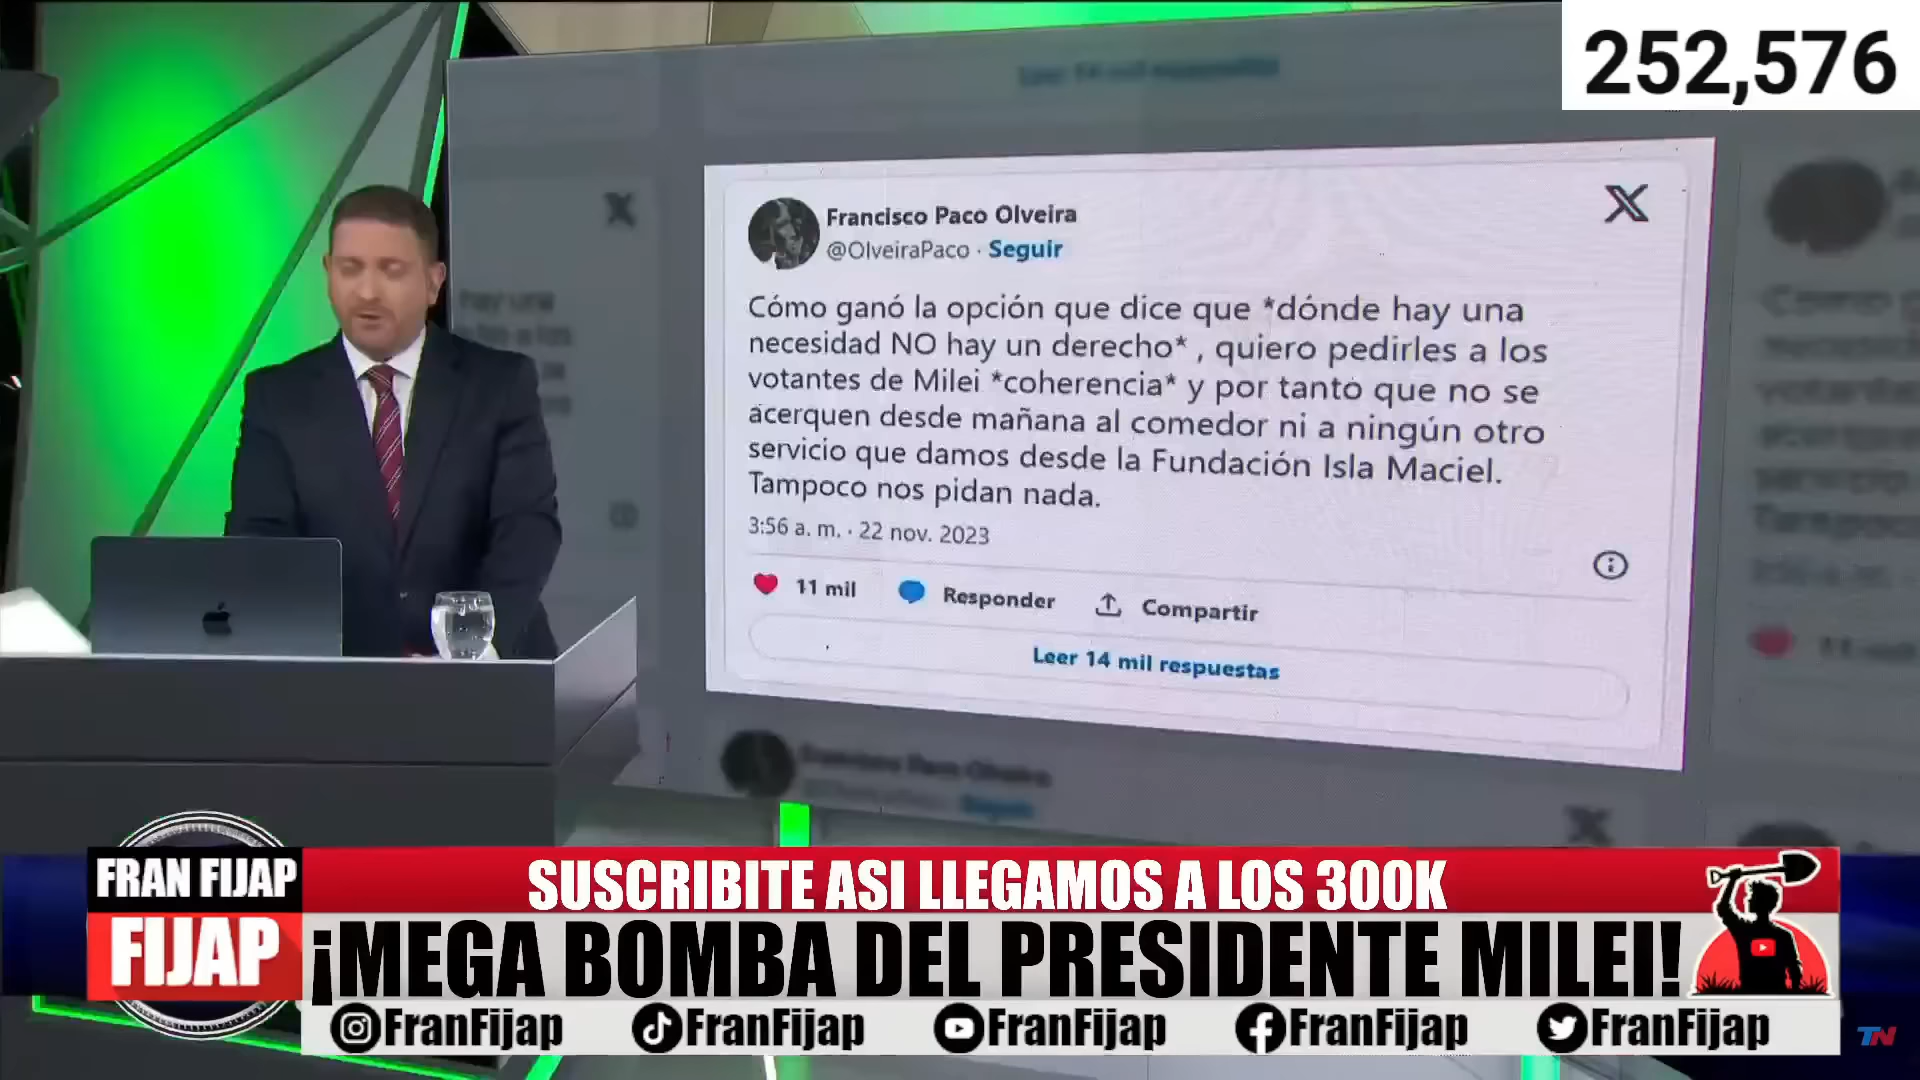 252,576
Francisco Paco Olveira
@OlveiraPaco · Seguir
Cómo ganó la opción que dice que *dónde hay una
necesidad NO hay un derecho* , quiero pedirles a los
votantes de Milei *coherencia* y por tanto que no se
acerquen desde mañana al comedor ni a ningún otro
servicio que damos desde la Fundación Isla Maciel.
Tampoco nos pidan nada.
3:56 a. m. · 22 nov. 2023
11 mil Responder Compartir
Leer 14 mil respuestas
FRAN FIJAP
FIJAP
SUSCRIBITE ASI LLEGAMOS A LOS 300K
¡MEGA BOMBA DEL PRESIDENTE MILEI!
FranFijap FranFijap FranFijap FranFijap FranFijap
TN